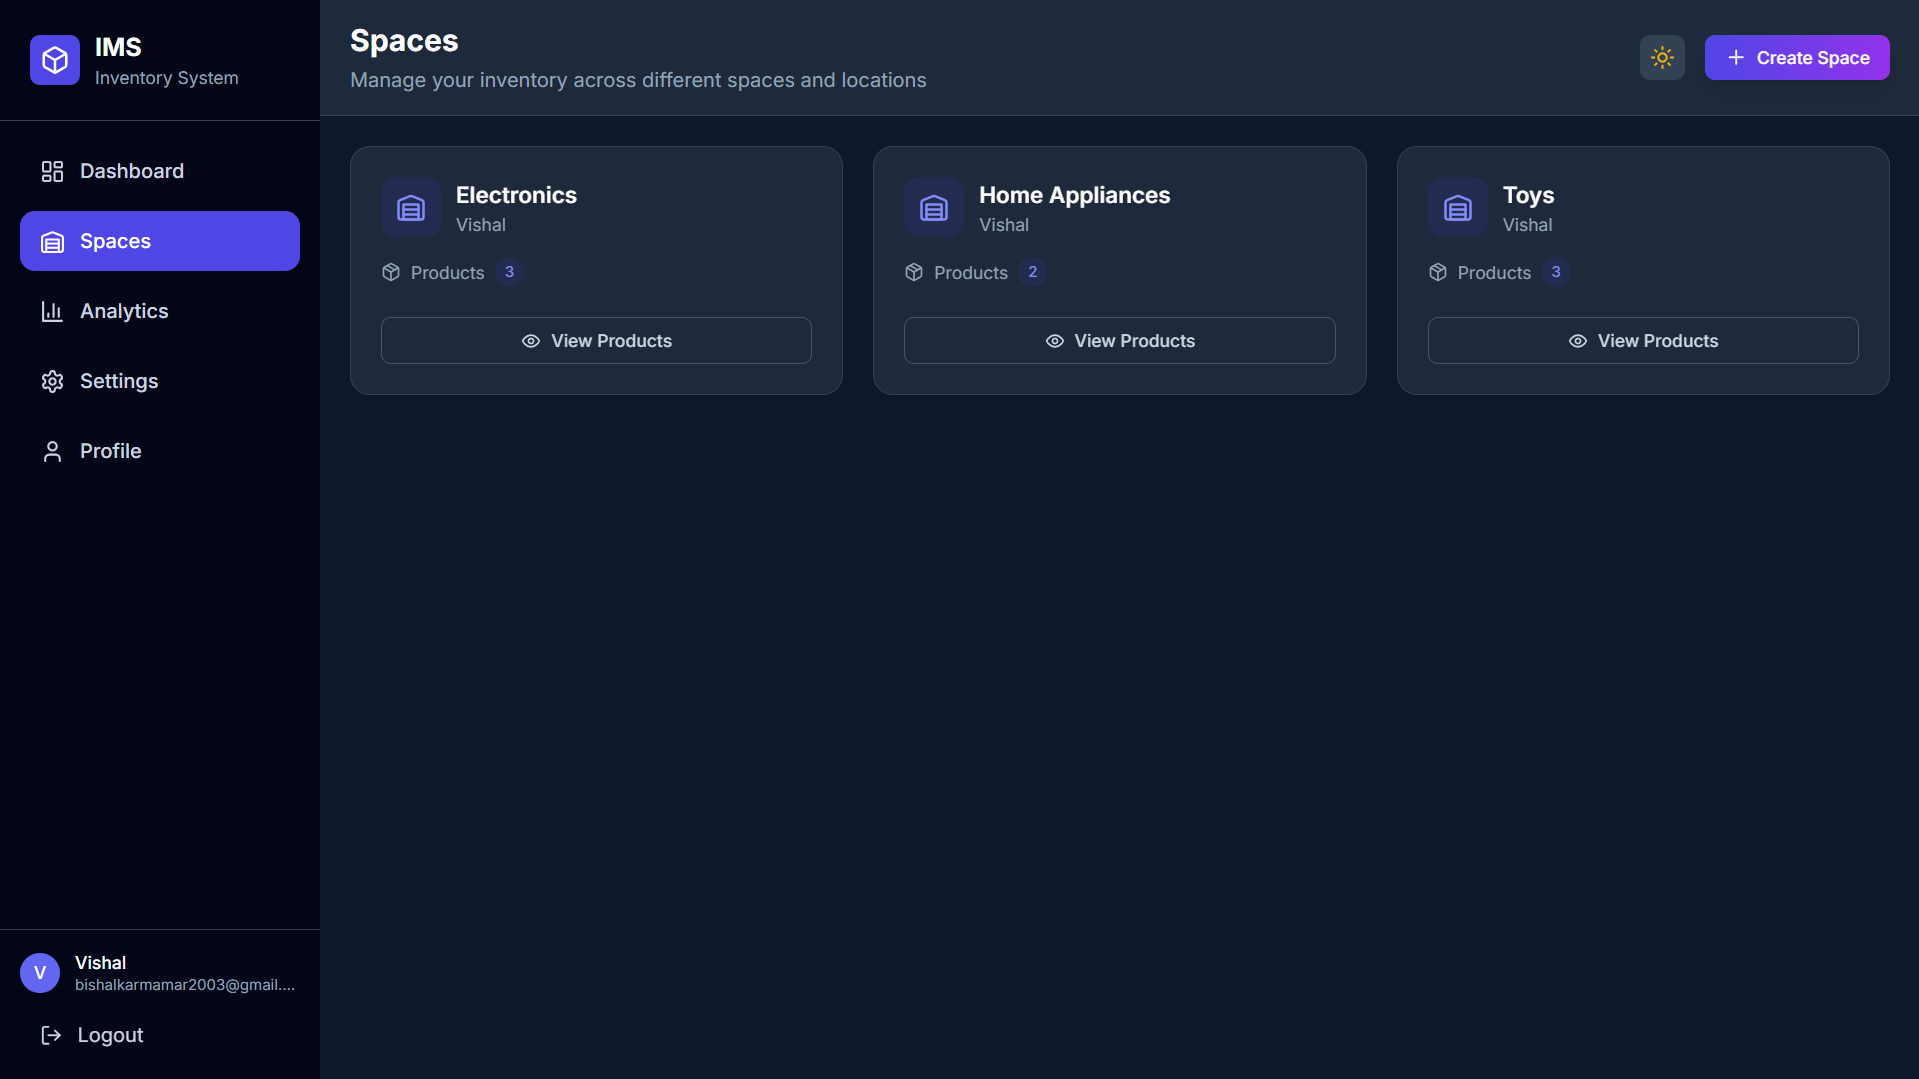 IMS
Inventory System
Dashboard
Spaces
Analytics
Settings
Profile
V
Vishal
bishalkarmamar2003@gmail....
Logout
Spaces
Manage your inventory across different spaces and locations
Create Space
Electronics
Vishal
Products 3
View Products
Home Appliances
Vishal
Products 2
View Products
Toys
Vishal
Products 3
View Products